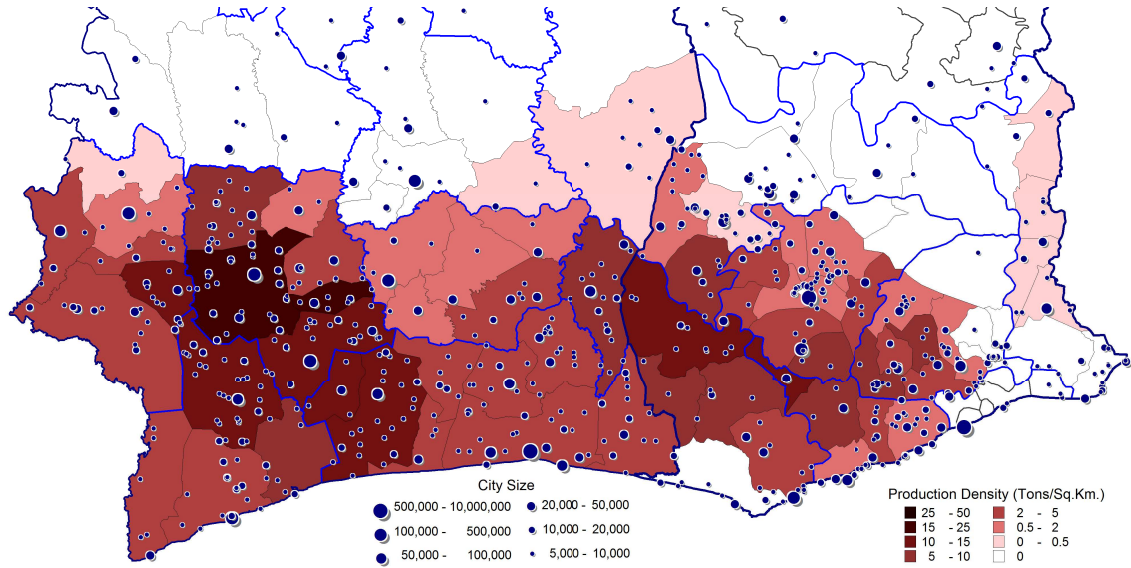 City Size
500,000 - 10,000,000
100,000 - 500,000
50,000 - 100,000
20,000 - 50,000
10,000 - 20,000
5,000 - 10,000
Production Density (Tons/Sq.Km.)
25 - 50
15 - 25
10 - 15
5 - 10
2 - 5
0.5 - 2
0 - 0.5
0